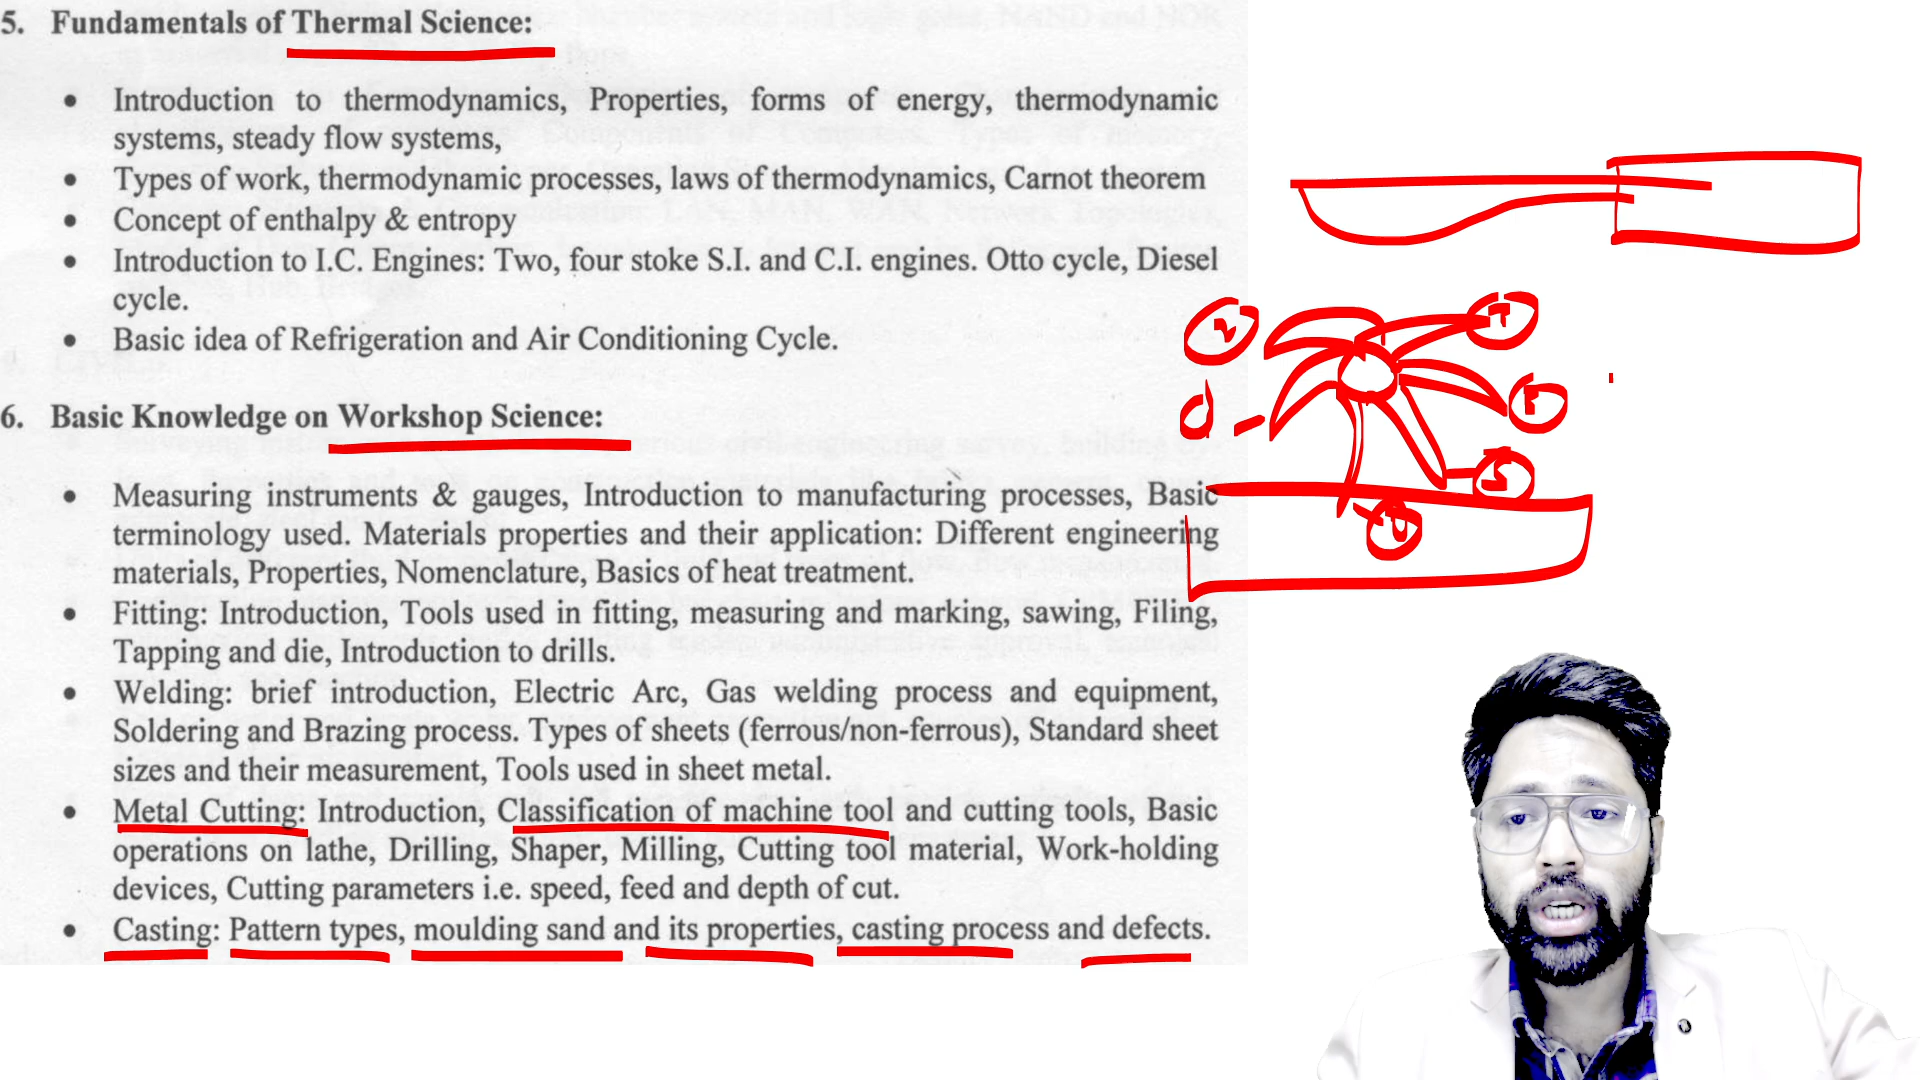 5. Fundamentals of Thermal Science:
• Introduction to thermodynamics, Properties, forms of energy, thermodynamic
systems, steady flow systems,
• Types of work, thermodynamic processes, laws of thermodynamics, Carnot theorem
• Concept of enthalpy & entropy
• Introduction to I.C. Engines: Two, four stoke S.I. and C.I. engines. Otto cycle, Diesel
cycle.
• Basic idea of Refrigeration and Air Conditioning Cycle.
6. Basic Knowledge on Workshop Science:
• Measuring instruments & gauges, Introduction to manufacturing processes, Basic
terminology used. Materials properties and their application: Different engineering
materials, Properties, Nomenclature, Basics of heat treatment.
• Fitting: Introduction, Tools used in fitting, measuring and marking, sawing, Filing,
Tapping and die, Introduction to drills.
• Welding: brief introduction, Electric Arc, Gas welding process and equipment,
Soldering and Brazing process. Types of sheets (ferrous/non-ferrous), Standard sheet
sizes and their measurement, Tools used in sheet metal.
• Metal Cutting: Introduction, Classification of machine tool and cutting tools, Basic
operations on lathe, Drilling, Shaper, Milling, Cutting tool material, Work-holding
devices, Cutting parameters i.e. speed, feed and depth of cut.
• Casting: Pattern types, moulding sand and its properties, casting process and defects.
2
5